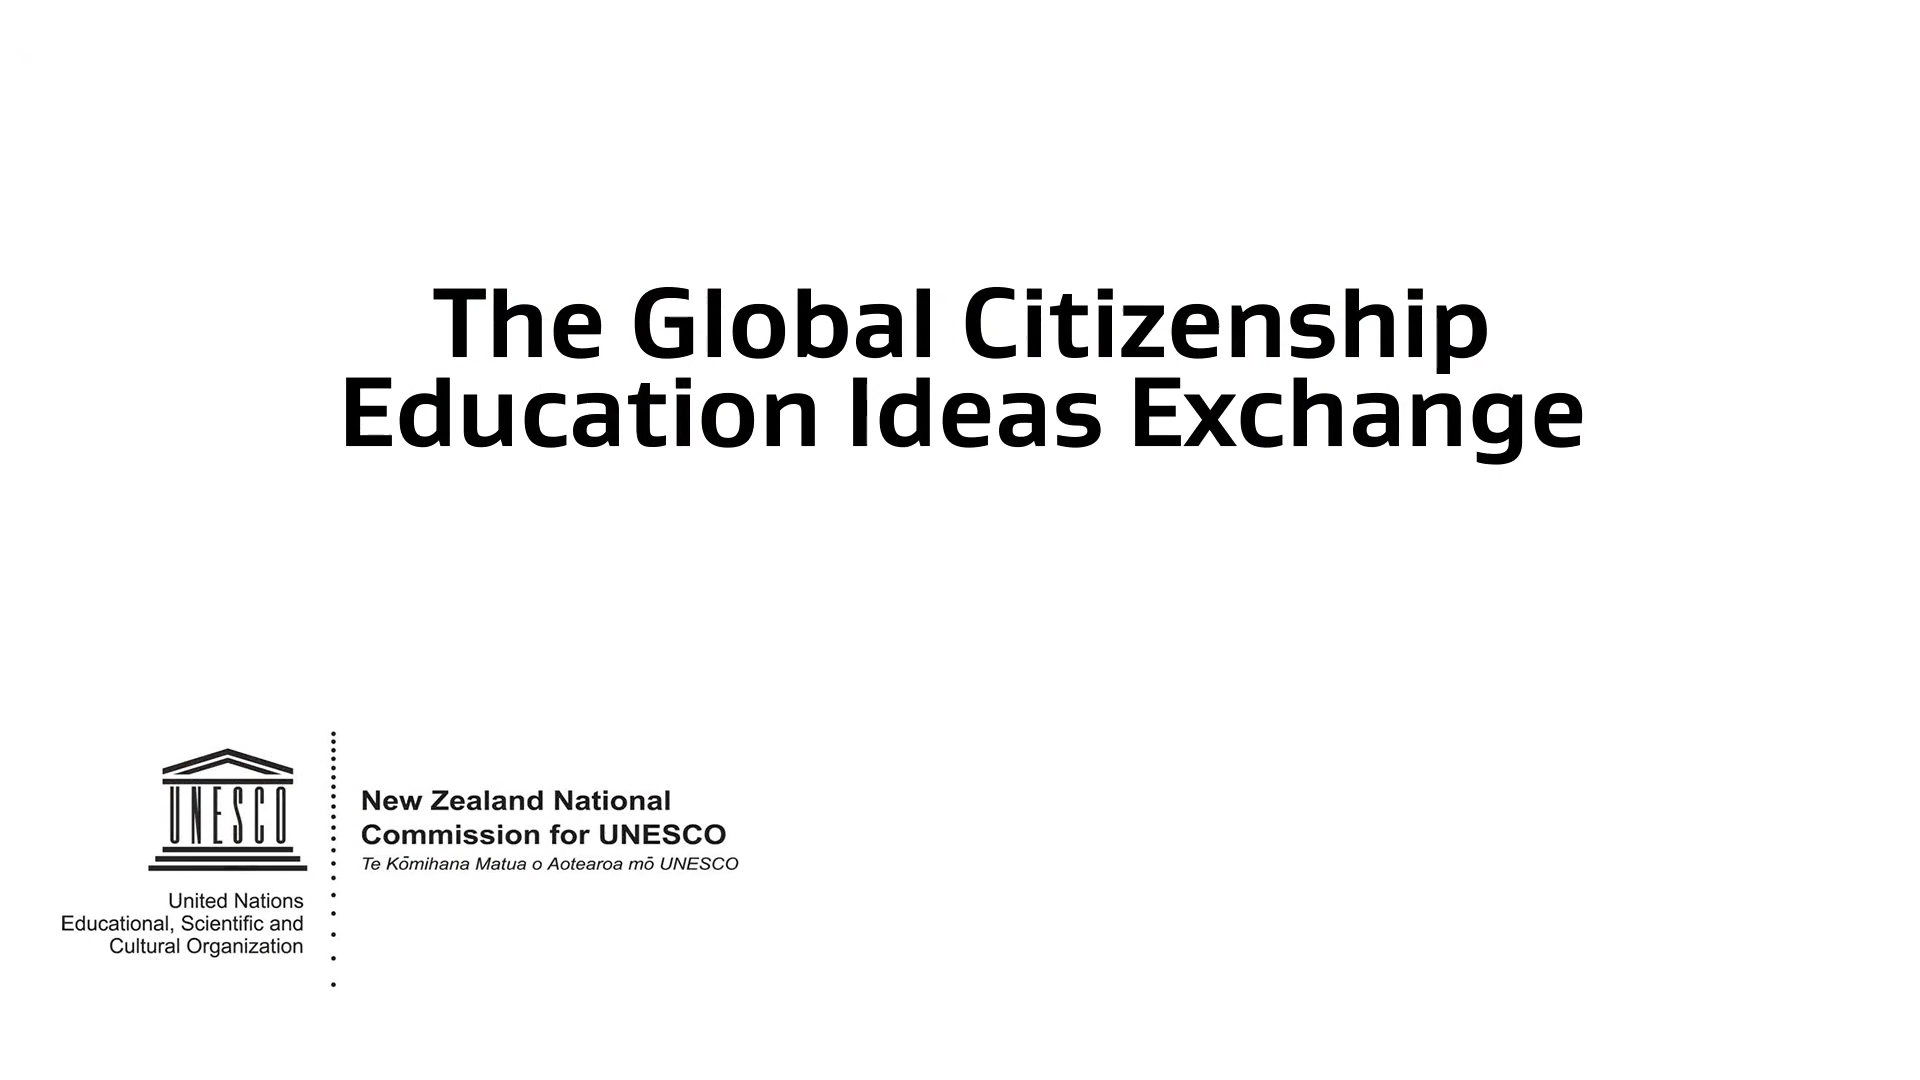 The Global Citizenship
Education Ideas Exchange
UNESCO
United Nations
Educational, Scientific and
Cultural Organization
New Zealand National
Commission for UNESCO
Te Kōmihana Matua o Aotearoa mō UNESCO